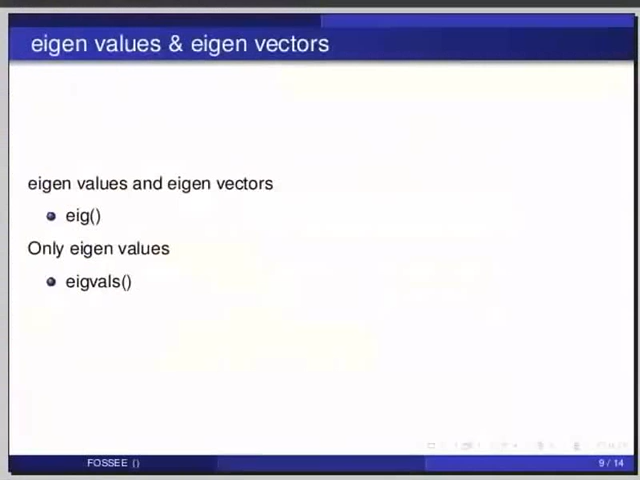 eigen values & eigen vectors
eigen values and eigen vectors
eig()
Only eigen values
eigvals()
FOSSEE ()
9 / 14